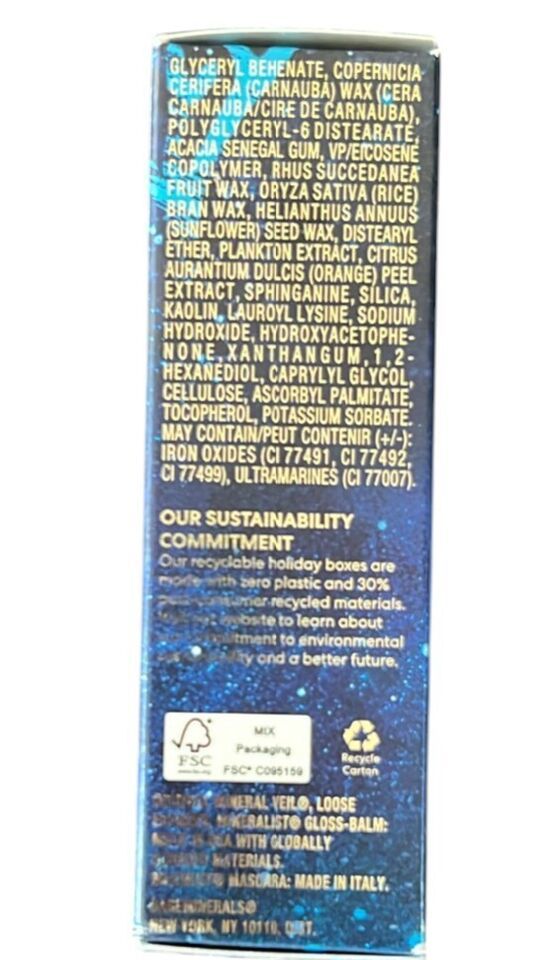 GLYCERYL BEHENATE, COPERNICIA
CERIFERA (CARNAUBA) WAX (CERA
CARNAUBA/CIRE DE CARNAUBA),
POLYGLYCERYL-6 DISTEARATE,
ACACIA SENEGAL GUM, VP/EICOSENE
COPOLYMER, RHUS SUCCEDANEA
FRUIT WAX, ORYZA SATIVA (RICE)
BRAN WAX, HELIANTHUS ANNUUS
(SUNFLOWER) SEED WAX, DISTEARYL
ETHER, PLANKTON EXTRACT, CITRUS
AURANTIUM DULCIS (ORANGE) PEEL
EXTRACT, SPHINGANINE, SILICA,
KAOLIN, LAUROYL LYSINE, SODIUM
HYDROXIDE, HYDROXYACETOPHE-
NONE, XANTHAN GUM, 1,2-
HEXANEDIOL, CAPRYLYL GLYCOL,
CELLULOSE, ASCORBYL PALMITATE,
TOCOPHEROL, POTASSIUM SORBATE.
MAY CONTAIN/PEUT CONTENIR (+/-):
IRON OXIDES (CI 77491, CI 77492,
CI 77499), ULTRAMARINES (CI 77007).
OUR SUSTAINABILITY
COMMITMENT
Our recyclable holiday boxes are
made with zero plastic and 30%
recycled materials.
website to learn about
to environmental
and a better future.
FSC
www.fsc.org
MIX
Packaging
FSC® C095159
Recycle
Carton
MINERAL VEIL®, LOOSE
MINERALIST® GLOSS-BALM:
WITH GLOBALLY
MATERIALS.
MASCARA: MADE IN ITALY.
BAREMINERALS®
NEW YORK, NY 10110, DIST.